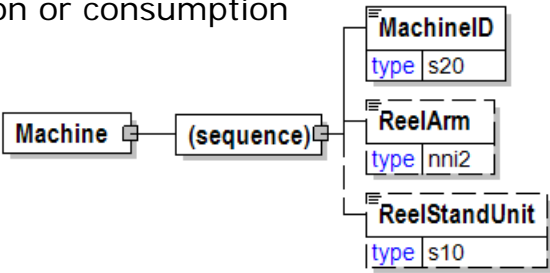 on or consumption
MachineID
type s20
Machine
(sequence)
ReelArm
type nni2
ReelStandUnit
type s10